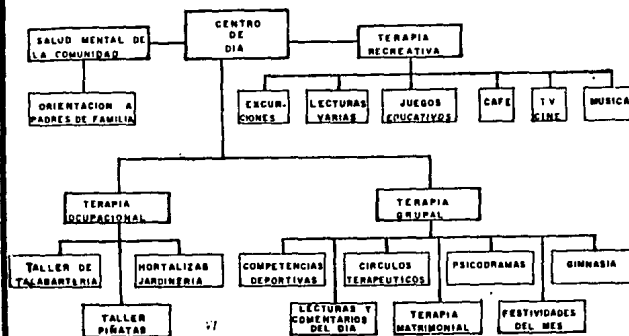 CENTRO
DE
DIA
SALUD MENTAL DE
LA COMUNIDAD
TERAPIA
RECREATIVA
ORIENTACION A
PADRES DE FAMILIA
EXCUR-
CIONES
LECTURAS
VARIAS
JUEGOS
EDUCATIVOS
CAFE
TV
CINE
MUSICA
TERAPIA
OCUPACIONAL
TERAPIA
GRUPAL
TALLER DE
TALABARTERIA
HORTALIZAS
JARDINERIA
COMPETENCIAS
DEPORTIVAS
CIRCULOS
TERAPEUTICOS
PSICODRAMAS
GIMNASIA
TALLER
PIÑATAS
VI
LECTURAS Y
COMENTARIOS
DEL DIA
TERAPIA
MATRIMONIAL
FESTIVIDADES
DEL MES